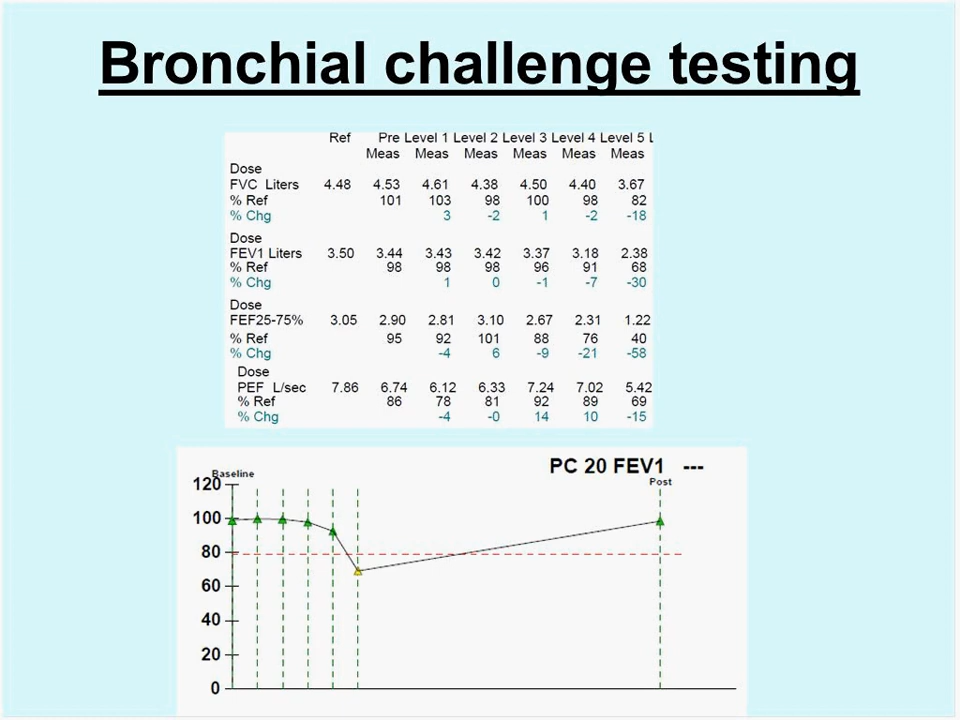 Bronchial challenge testing
Ref Pre Level 1 Level 2 Level 3 Level 4 Level 5 L
Meas Meas Meas Meas Meas Meas
Dose
FVC Liters 4.48 4.53 4.61 4.38 4.50 4.40 3.67
% Ref 101 103 98 100 98 82
% Chg 3 -2 1 -2 -18
Dose
FEV1 Liters 3.50 3.44 3.43 3.42 3.37 3.18 2.38
% Ref 98 98 98 96 91 68
% Chg 1 0 -1 -7 -30
Dose
FEF25-75% 3.05 2.90 2.81 3.10 2.67 2.31 1.22
% Ref 95 92 101 88 76 40
% Chg -4 6 -9 -21 -58
Dose
PEF L/sec 7.86 6.74 6.12 6.33 7.24 7.02 5.42
% Ref 86 78 81 92 89 69
% Chg -4 -0 14 10 -15
PC 20 FEV1 ---
Baseline
Post
120
100
80
60
40
20
0